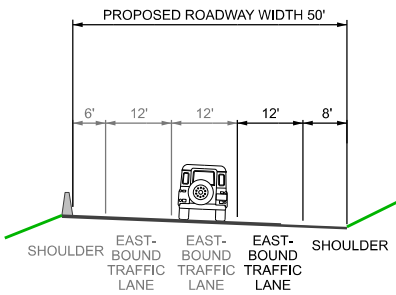 PROPOSED ROADWAY WIDTH 50'
6' 12' 12' 12' 8'
SHOULDER
EAST-
BOUND
TRAFFIC
LANE
EAST-
BOUND
TRAFFIC
LANE
EAST-
BOUND
TRAFFIC
LANE
SHOULDER